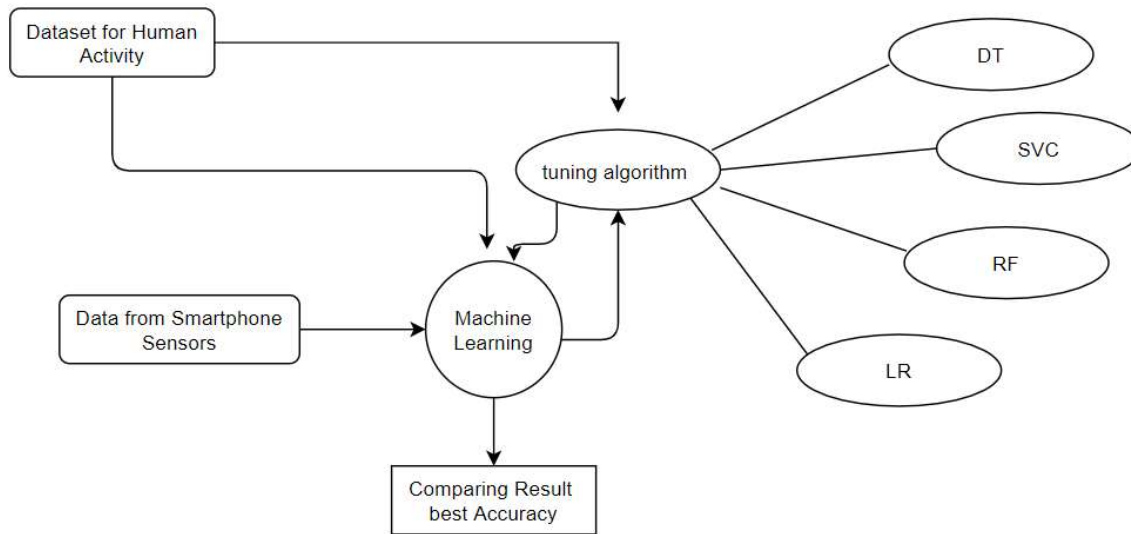 Dataset for Human
Activity
DT
SVC
tuning algorithm
RF
Data from Smartphone
Sensors
Machine
Learning
LR
Comparing Result
best Accuracy